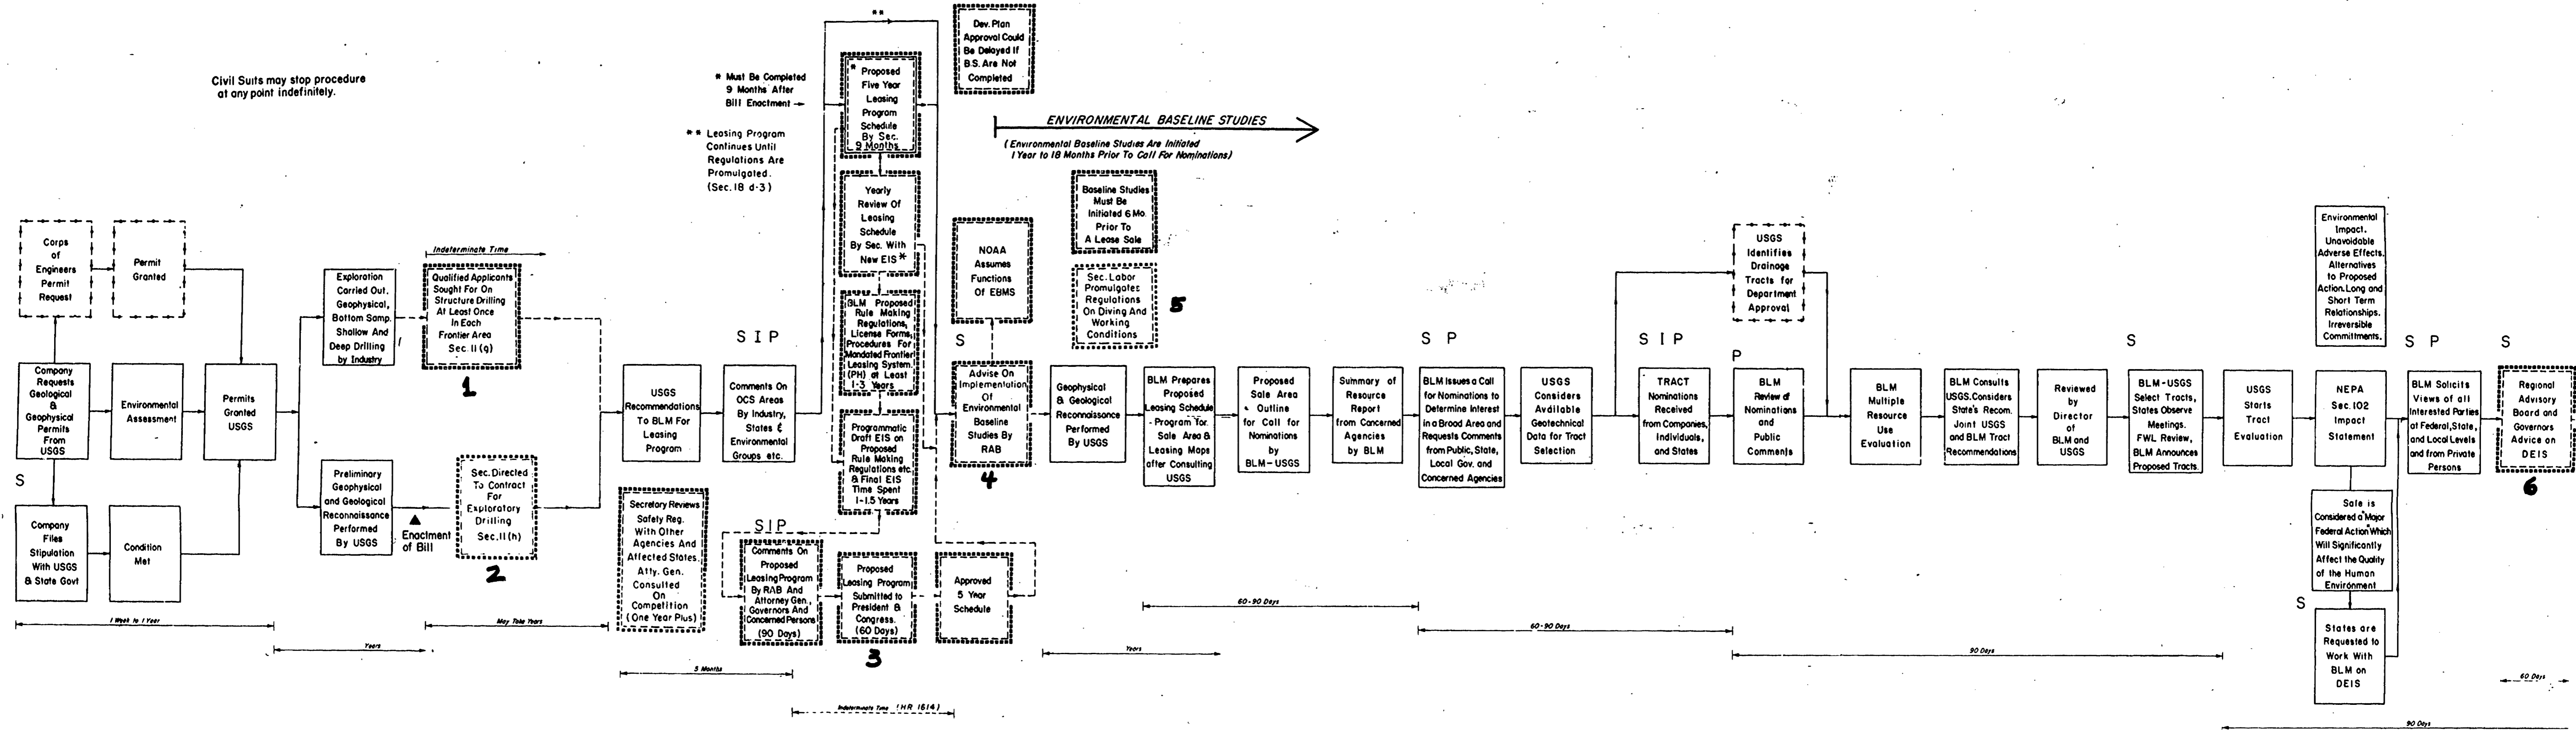 Civil Suits may stop procedure
at any point indefinitely.
Corps
of
Engineers
Permit
Request
Permit
Granted
Company
Requests
Geological
&
Geophysical
Permits
From
USGS
Environmental
Assessment
Permits
Granted
USGS
S
Company
Files
Stipulation
With USGS
& State Govt
Condition
Met
1 Week to 1 Year
Exploration
Carried Out.
Geophysical,
Bottom Samp.
Shallow And
Deep Drilling
by Industry
Preliminary
Geophysical
and Geological
Reconnaissance
Performed
By USGS
Years
Indeterminate Time
Qualified Applicants
Sought For On
Structure Drilling
At Least Once
In Each
Frontier Area
Sec. 11 (g)
1
Enactment
of Bill
Sec. Directed
To Contract
For
Exploratory
Drilling
Sec. 11 (h)
2
May Take Years
USGS
Recommendations
To BLM For
Leasing
Program
Secretary Reviews
Safety Reg.
With Other
Agencies And
Affected States.
Atty. Gen.
Consulted
On
Competition
(One Year Plus)
5 Months
S I P
Comments On
OCS Areas
By Industry,
States &
Environmental
Groups etc.
* Must Be Completed
9 Months After
Bill Enactment
** Leasing Program
Continues Until
Regulations Are
Promulgated.
(Sec. 18 d-3)
**
* Proposed
Five Year
Leasing
Program
Schedule
By Sec.
9 Months
Yearly
Review Of
Leasing
Schedule
By Sec. With
New EIS *
BLM Proposed
Rule Making
Regulations,
License Forms,
Procedures For
Mandated Frontier
Leasing System.
(PH) at Least
1-3 Years
Programmatic
Draft EIS on
Proposed
Rule Making
Regulations etc.
& Final EIS
Time Spent
1-1.5 Years
SIP
Comments On
Proposed
Leasing Program
By RAB And
Attorney Gen.,
Governors And
Concerned Persons
(90 Days)
Proposed
Leasing Program
Submitted to
President &
Congress.
(60 Days)
3
Approved
5 Year
Schedule
Indeterminate Time (HR 1614)
Dev. Plan
Approval Could
Be Delayed If
B.S. Are Not
Completed
ENVIRONMENTAL BASELINE STUDIES
(Environmental Baseline Studies Are Initiated
1 Year to 18 Months Prior To Call For Nominations)
NOAA
Assumes
Functions
Of EBMS
S
Advise On
Implementation
Of
Environmental
Baseline
Studies By
RAB
4
Baseline Studies
Must Be
Initiated 6 Mo.
Prior To
A Lease Sale
Sec. Labor
Promulgates
Regulations
On Diving And
Working
Conditions
5
Geophysical
& Geological
Reconnaissance
Performed
By USGS
Years
BLM Prepares
Proposed
Leasing Schedule
- Program for
Sale Area &
Leasing Maps
after Consulting
USGS
Proposed
Sale Area
Outline
for Call for
Nominations
by
BLM-USGS
Summary of
Resource
Report
from Concerned
Agencies
by BLM
60-90 Days
S P
BLM Issues a Call
for Nominations to
Determine Interest
in a Broad Area and
Requests Comments
from Public, State,
Local Gov. and
Concerned Agencies
USGS
Considers
Available
Geotechnical
Data for Tract
Selection
S I P
TRACT
Nominations
Received
from Companies,
Individuals,
and States
60-90 Days
USGS
Identifies
Drainage
Tracts for
Department
Approval
P
BLM
Review of
Nominations
and
Public
Comments
BLM
Multiple
Resource
Use
Evaluation
BLM Consults
USGS. Considers
State's Recom.
Joint USGS
and BLM Tract
Recommendations
Reviewed
by
Director
of
BLM and
USGS
S
BLM-USGS
Select Tracts,
States Observe
Meetings.
FWL Review,
BLM Announces
Proposed Tracts.
90 Days
USGS
Starts
Tract
Evaluation
Environmental
Impact.
Unavoidable
Adverse Effects.
Alternatives
to Proposed
Action. Long and
Short Term
Relationships.
Irreversible
Commitments.
NEPA
Sec. 102
Impact
Statement
Sale is
Considered a "Major
Federal Action" Which
Will Significantly
Affect the Quality
of the Human
Environment
S
States are
Requested to
Work With
BLM on
DEIS
S P
BLM Solicits
Views of all
Interested Parties
at Federal, State,
and Local Levels
and from Private
Persons
S
Regional
Advisory
Board and
Governors
Advise on
DEIS
6
60 Days
90 Days